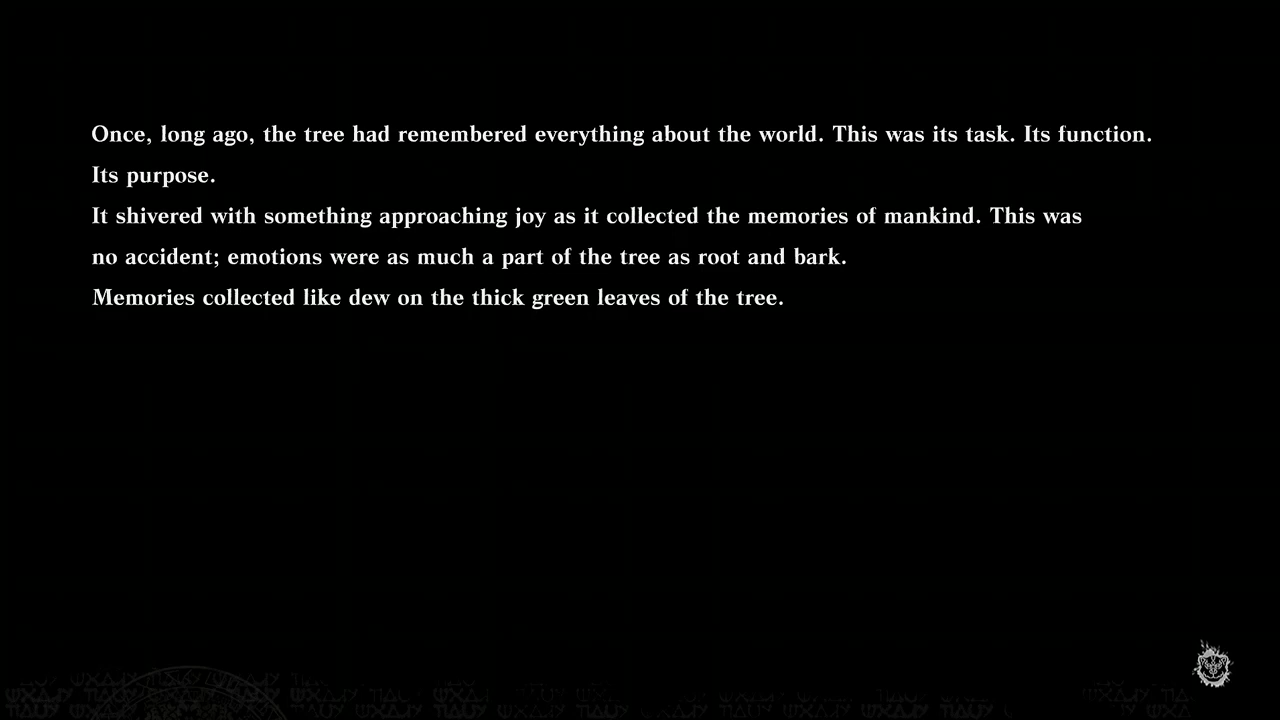 Once, long ago, the tree had remembered everything about the world. This was its task. Its function.
Its purpose.
It shivered with something approaching joy as it collected the memories of mankind. This was
no accident; emotions were as much a part of the tree as root and bark.
Memories collected like dew on the thick green leaves of the tree.